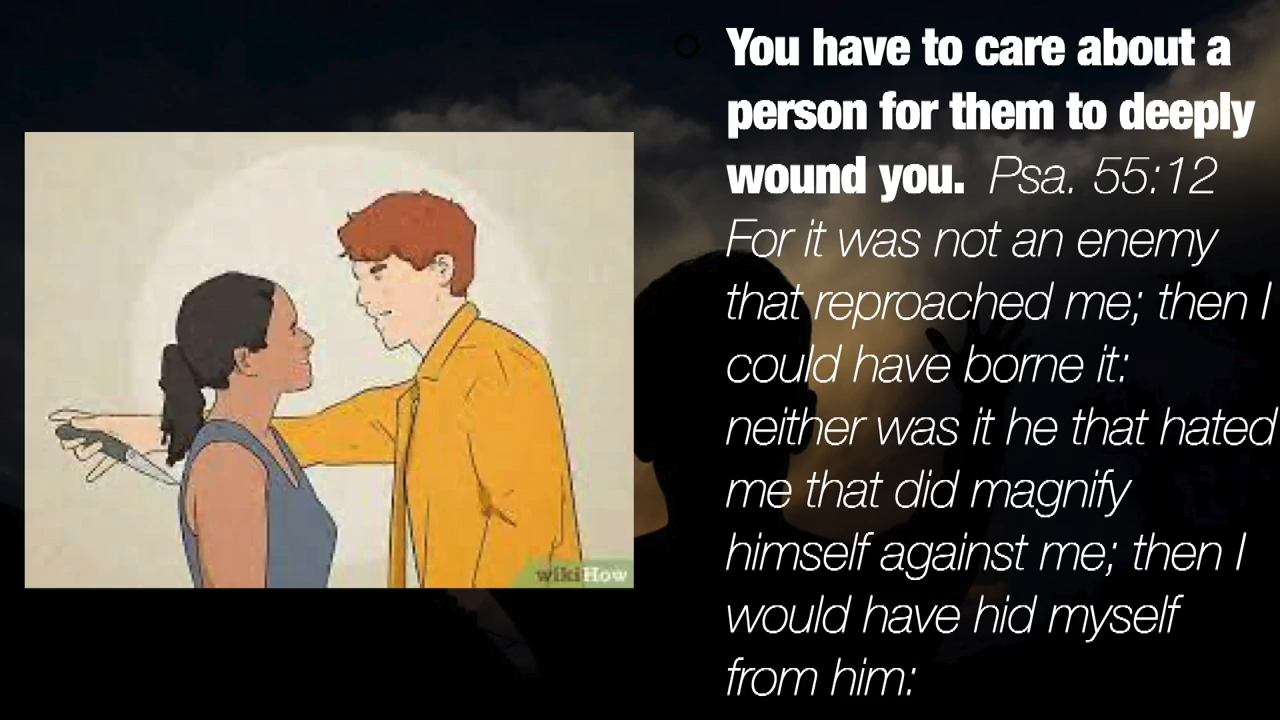 You have to care about a
person for them to deeply
wound you. Psa. 55:12
For it was not an enemy
that reproached me; then I
could have borne it:
neither was it he that hated
me that did magnify
himself against me; then I
would have hid myself
from him:
wikiHow